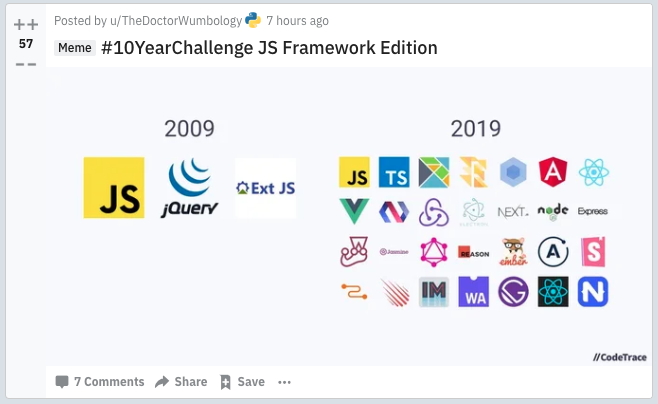 Posted by u/TheDoctorWumbology 7 hours ago
++
57
--
Meme #10YearChallenge JS Framework Edition
2009
2019
JS
jQuery
Ext JS
JS TS
NEXT. node Express
Jasmine REASON ember A S
IM WA N
//CodeTrace
7 Comments Share Save ...